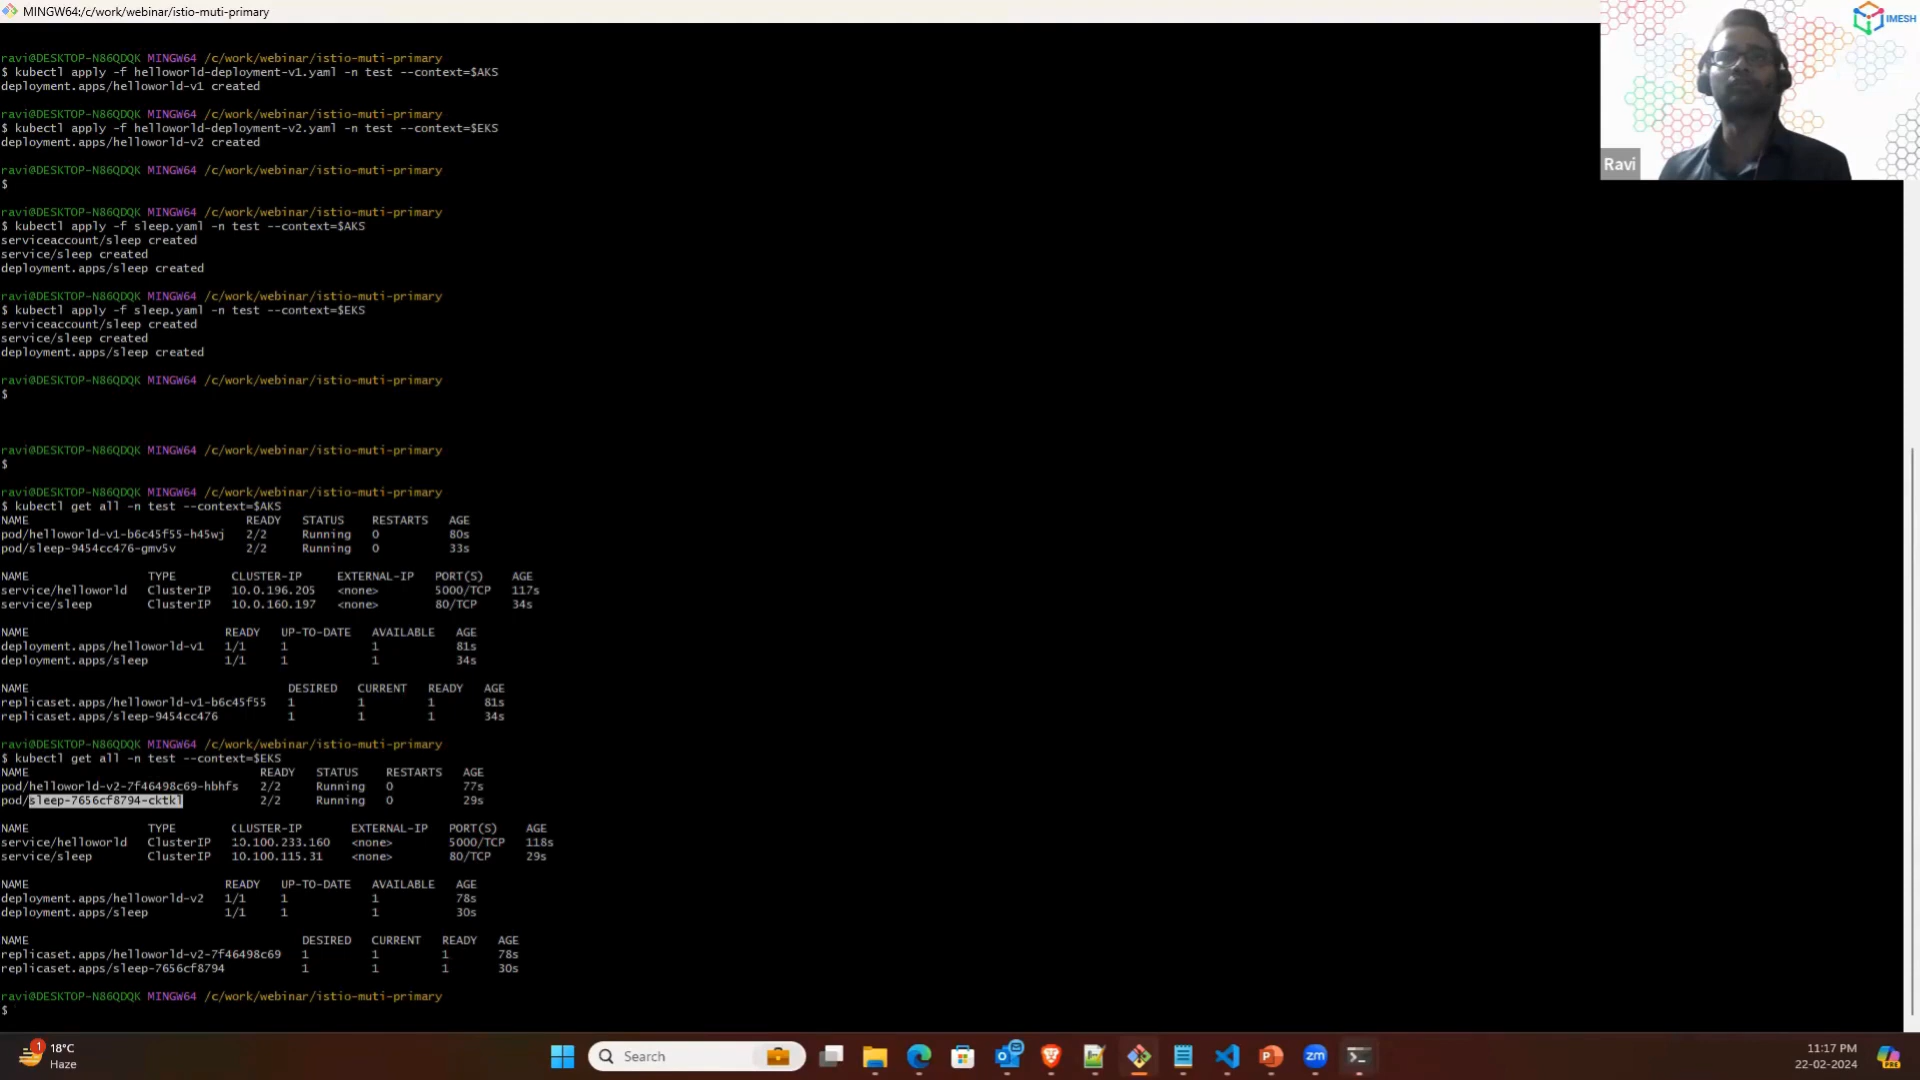 MINGW64:/c/work/webinar/istio-muti-primary
IMESH
Ravi
ravi@DESKTOP-N86QDQK MINGW64 /c/work/webinar/istio-muti-primary
$ kubectl apply -f helloworld-deployment-v1.yaml -n test --context=$AKS
deployment.apps/helloworld-v1 created
ravi@DESKTOP-N86QDQK MINGW64 /c/work/webinar/istio-muti-primary
$ kubectl apply -f helloworld-deployment-v2.yaml -n test --context=$EKS
deployment.apps/helloworld-v2 created
ravi@DESKTOP-N86QDQK MINGW64 /c/work/webinar/istio-muti-primary
$
ravi@DESKTOP-N86QDQK MINGW64 /c/work/webinar/istio-muti-primary
$ kubectl apply -f sleep.yaml -n test --context=$AKS
serviceaccount/sleep created
service/sleep created
deployment.apps/sleep created
ravi@DESKTOP-N86QDQK MINGW64 /c/work/webinar/istio-muti-primary
$ kubectl apply -f sleep.yaml -n test --context=$EKS
serviceaccount/sleep created
service/sleep created
deployment.apps/sleep created
ravi@DESKTOP-N86QDQK MINGW64 /c/work/webinar/istio-muti-primary
$
ravi@DESKTOP-N86QDQK MINGW64 /c/work/webinar/istio-muti-primary
$
ravi@DESKTOP-N86QDQK MINGW64 /c/work/webinar/istio-muti-primary
$ kubectl get all -n test --context=$AKS
NAME READY STATUS RESTARTS AGE
pod/helloworld-v1-b6c45f55-h45wj 2/2 Running 0 80s
pod/sleep-9454cc476-gmv5v 2/2 Running 0 33s
NAME TYPE CLUSTER-IP EXTERNAL-IP PORT(S) AGE
service/helloworld ClusterIP 10.0.196.205 <none> 5000/TCP 117s
service/sleep ClusterIP 10.0.160.197 <none> 80/TCP 34s
NAME READY UP-TO-DATE AVAILABLE AGE
deployment.apps/helloworld-v1 1/1 1 1 81s
deployment.apps/sleep 1/1 1 1 34s
NAME DESIRED CURRENT READY AGE
replicaset.apps/helloworld-v1-b6c45f55 1 1 1 81s
replicaset.apps/sleep-9454cc476 1 1 1 34s
ravi@DESKTOP-N86QDQK MINGW64 /c/work/webinar/istio-muti-primary
$ kubectl get all -n test --context=$EKS
NAME READY STATUS RESTARTS AGE
pod/helloworld-v2-7f46498c69-hbhfs 2/2 Running 0 77s
pod/sleep-7656cf8794-cktkl 2/2 Running 0 29s
NAME TYPE CLUSTER-IP EXTERNAL-IP PORT(S) AGE
service/helloworld ClusterIP 10.100.233.160 <none> 5000/TCP 118s
service/sleep ClusterIP 10.100.115.31 <none> 80/TCP 29s
NAME READY UP-TO-DATE AVAILABLE AGE
deployment.apps/helloworld-v2 1/1 1 1 78s
deployment.apps/sleep 1/1 1 1 30s
NAME DESIRED CURRENT READY AGE
replicaset.apps/helloworld-v2-7f46498c69 1 1 1 78s
replicaset.apps/sleep-7656cf8794 1 1 1 30s
ravi@DESKTOP-N86QDQK MINGW64 /c/work/webinar/istio-muti-primary
$
1
18°C
Haze
Search
zm
11:17 PM
22-02-2024
PRE